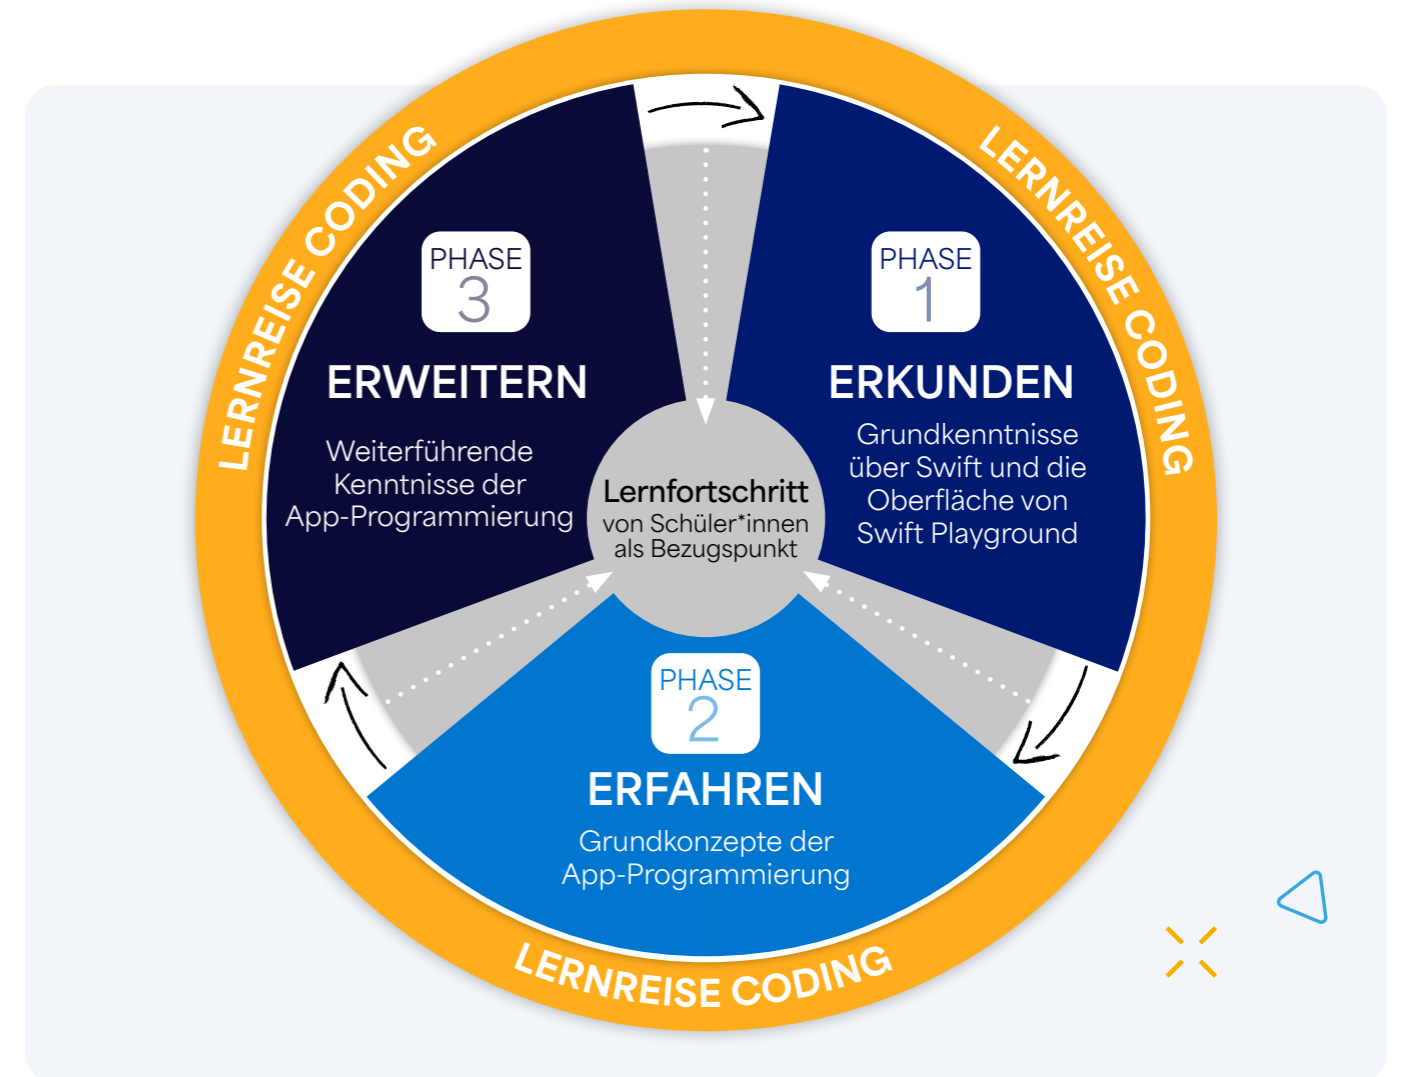 LERNREISE CODING
LERNREISE CODING
PHASE
3
ERWEITERN
Weiterführende
Kenntnisse der
App-Programmierung
PHASE
1
ERKUNDEN
Grundkenntnisse
über Swift und die
Oberfläche von
Swift Playground
Lernfortschritt
von Schüler*innen
als Bezugspunkt
PHASE
2
ERFAHREN
Grundkonzepte der
App-Programmierung
LERNREISE CODING